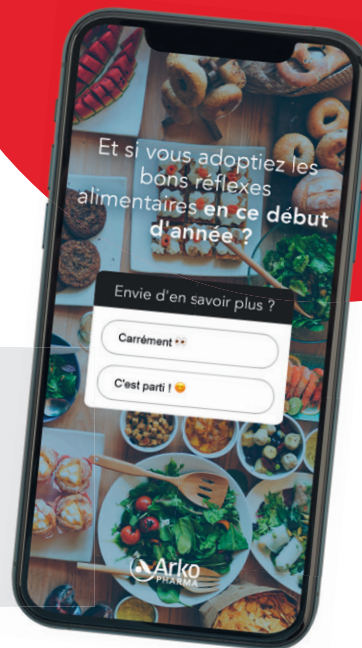 Et si vous adoptiez les
bons réflexes
alimentaires en ce début
d'année ?
Envie d'en savoir plus ?
Carrément 👀
C'est parti ! 😊
Arko
PHARMA